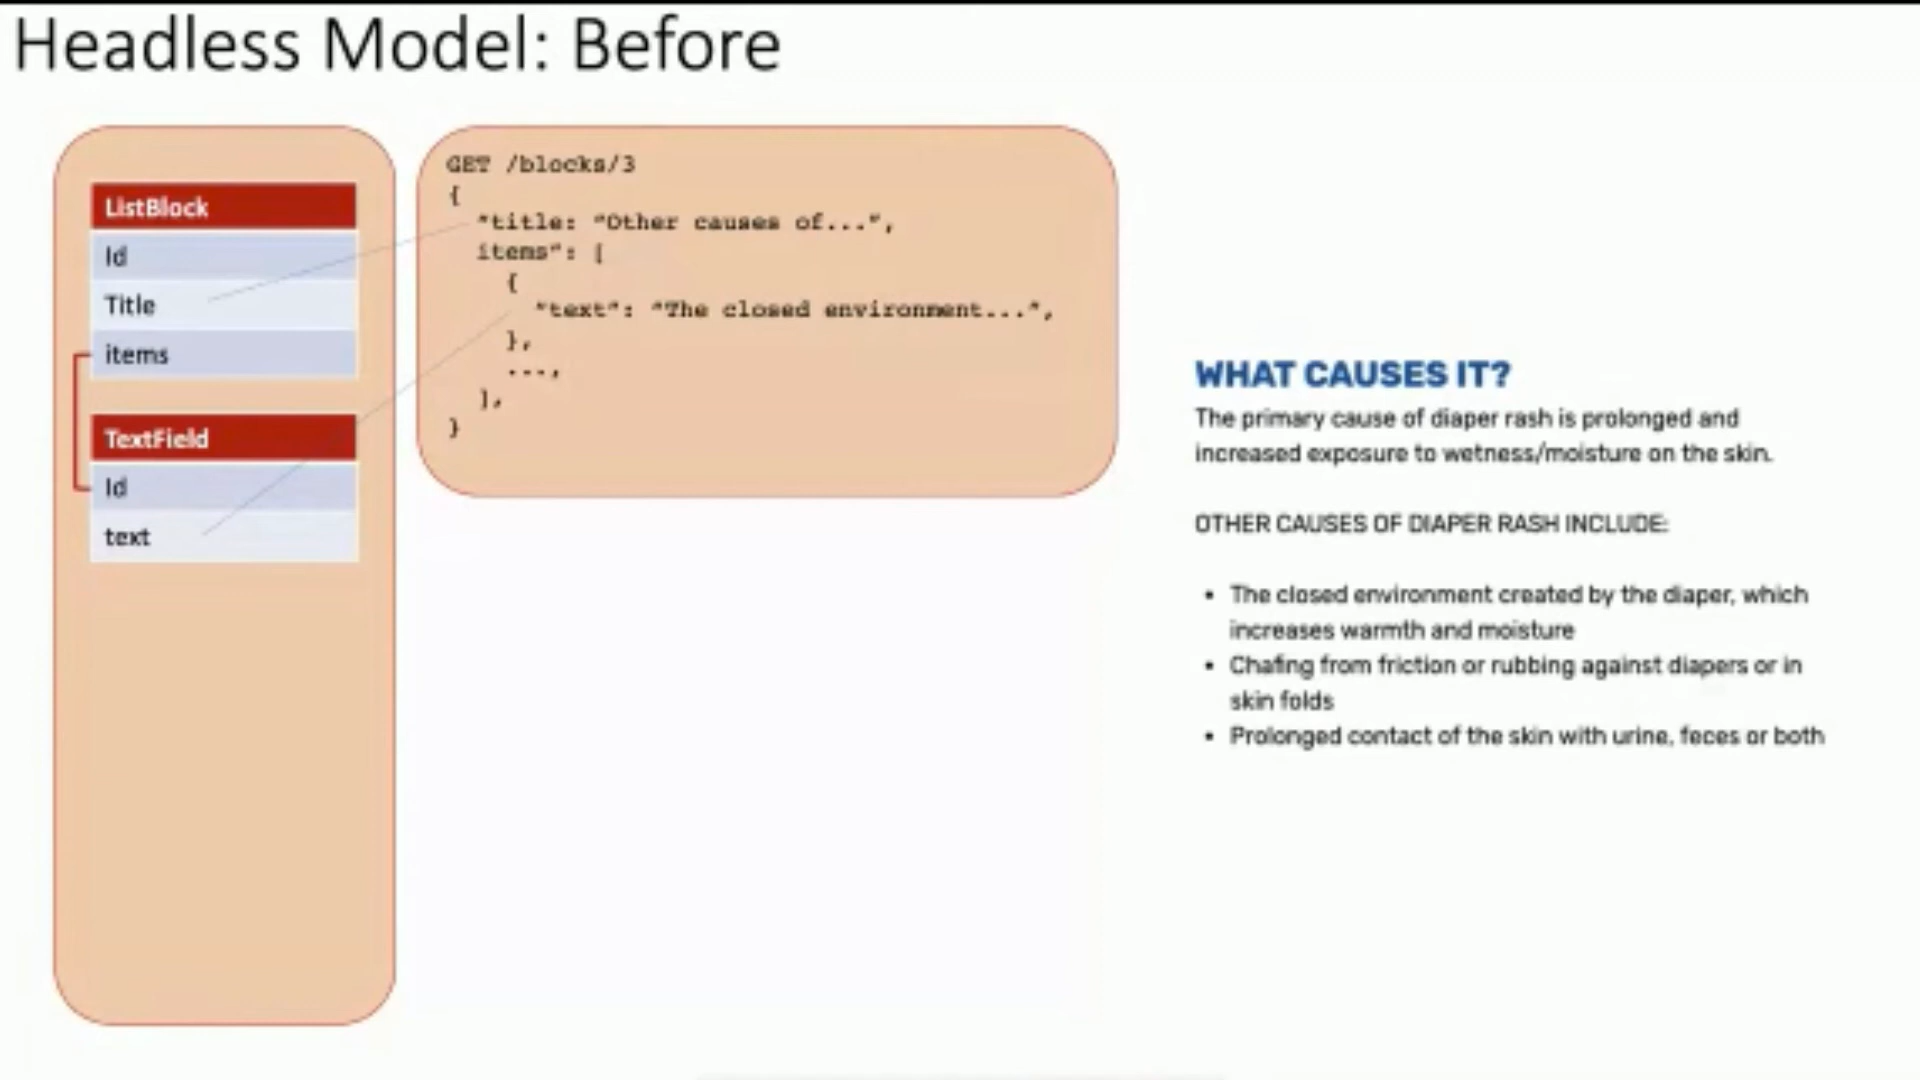 Headless Model: Before
ListBlock
Id
Title
items
TextField
Id
text
GET /blocks/3
{
"title: "Other causes of...",
items": [
{
"text": "The closed environment...",
},
...,
],
}
WHAT CAUSES IT?
The primary cause of diaper rash is prolonged and
increased exposure to wetness/moisture on the skin.
OTHER CAUSES OF DIAPER RASH INCLUDE:
• The closed environment created by the diaper, which
increases warmth and moisture
• Chafing from friction or rubbing against diapers or in
skin folds
• Prolonged contact of the skin with urine, feces or both